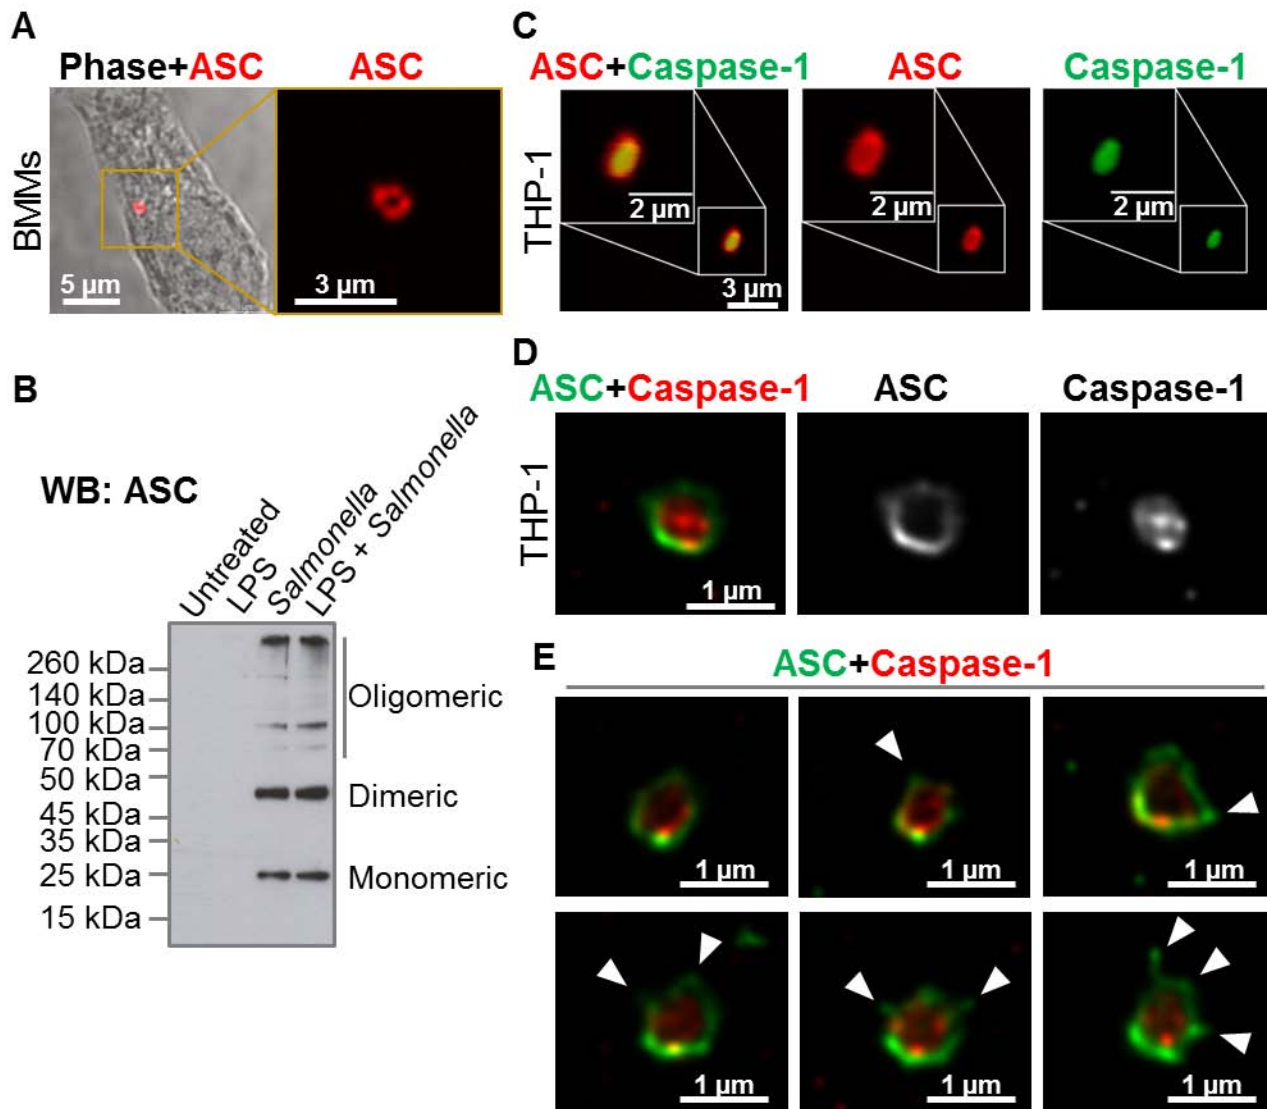 A
Phase+ASC
ASC
BMMs
5 µm
3 µm
B
WB: ASC
Untreated
LPS
Salmonella
LPS + Salmonella
260 kDa
140 kDa
100 kDa
70 kDa
50 kDa
45 kDa
35 kDa
25 kDa
15 kDa
Oligomeric
Dimeric
Monomeric
C
ASC+Caspase-1
ASC
Caspase-1
THP-1
2 µm
3 µm
2 µm
2 µm
D
ASC+Caspase-1
ASC
Caspase-1
THP-1
1 µm
E
ASC+Caspase-1
1 µm
1 µm
1 µm
1 µm
1 µm
1 µm